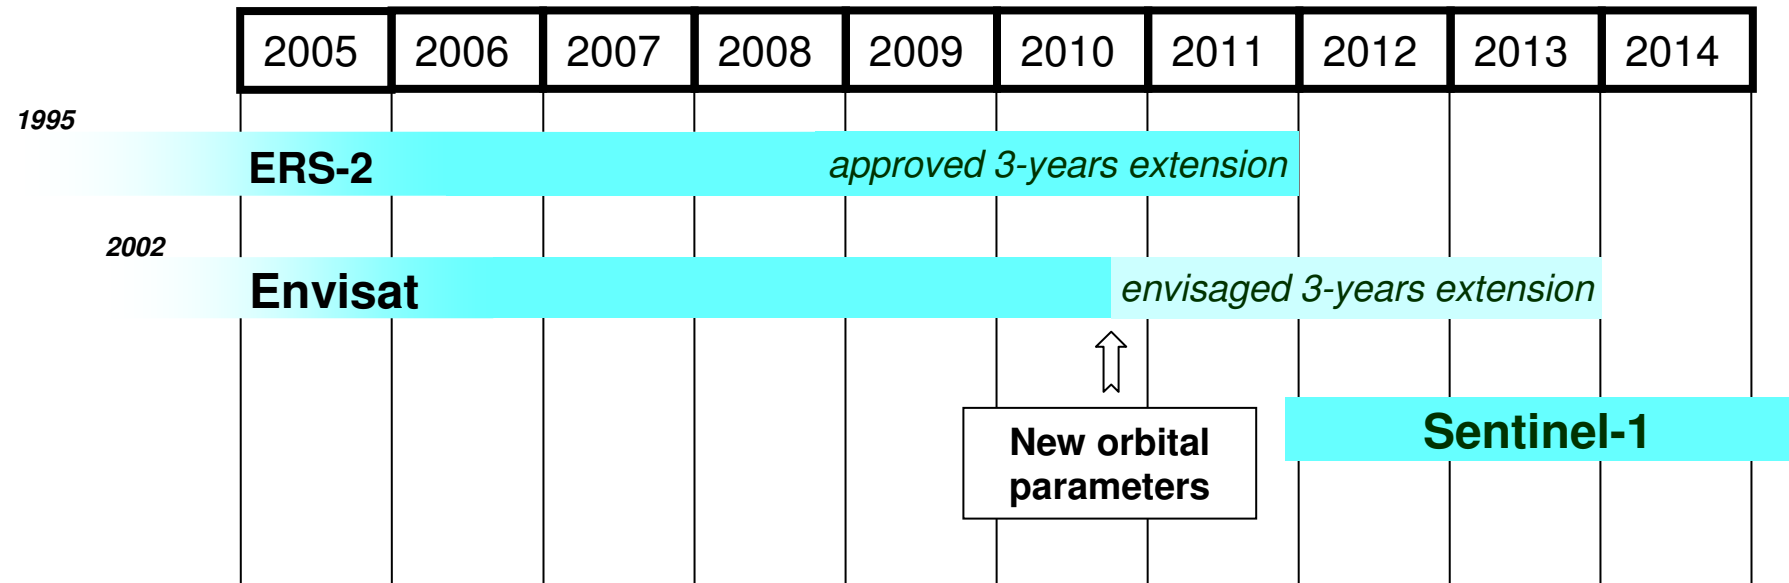 2005 2006 2007 2008 2009 2010 2011 2012 2013 2014
1995
ERS-2 approved 3-years extension
2002
Envisat envisaged 3-years extension
New orbital
parameters
Sentinel-1